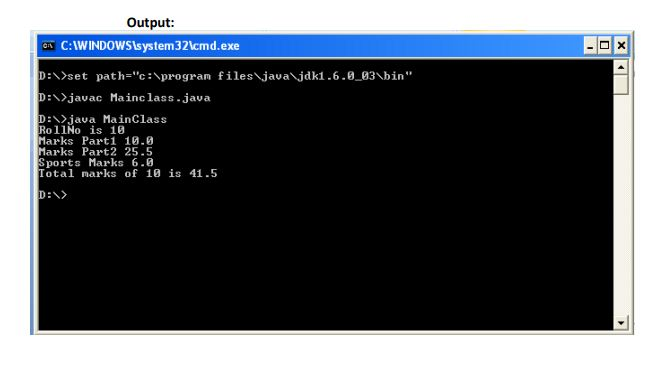 Output:
C:\WINDOWS\system32\cmd.exe
D:\>set path="c:\program files\java\jdk1.6.0_03\bin"
D:\>javac Mainclass.java
D:\>java MainClass
RollNo is 10
Marks Part1 10.0
Marks Part2 25.5
Sports Marks 6.0
Total marks of 10 is 41.5
D:\>